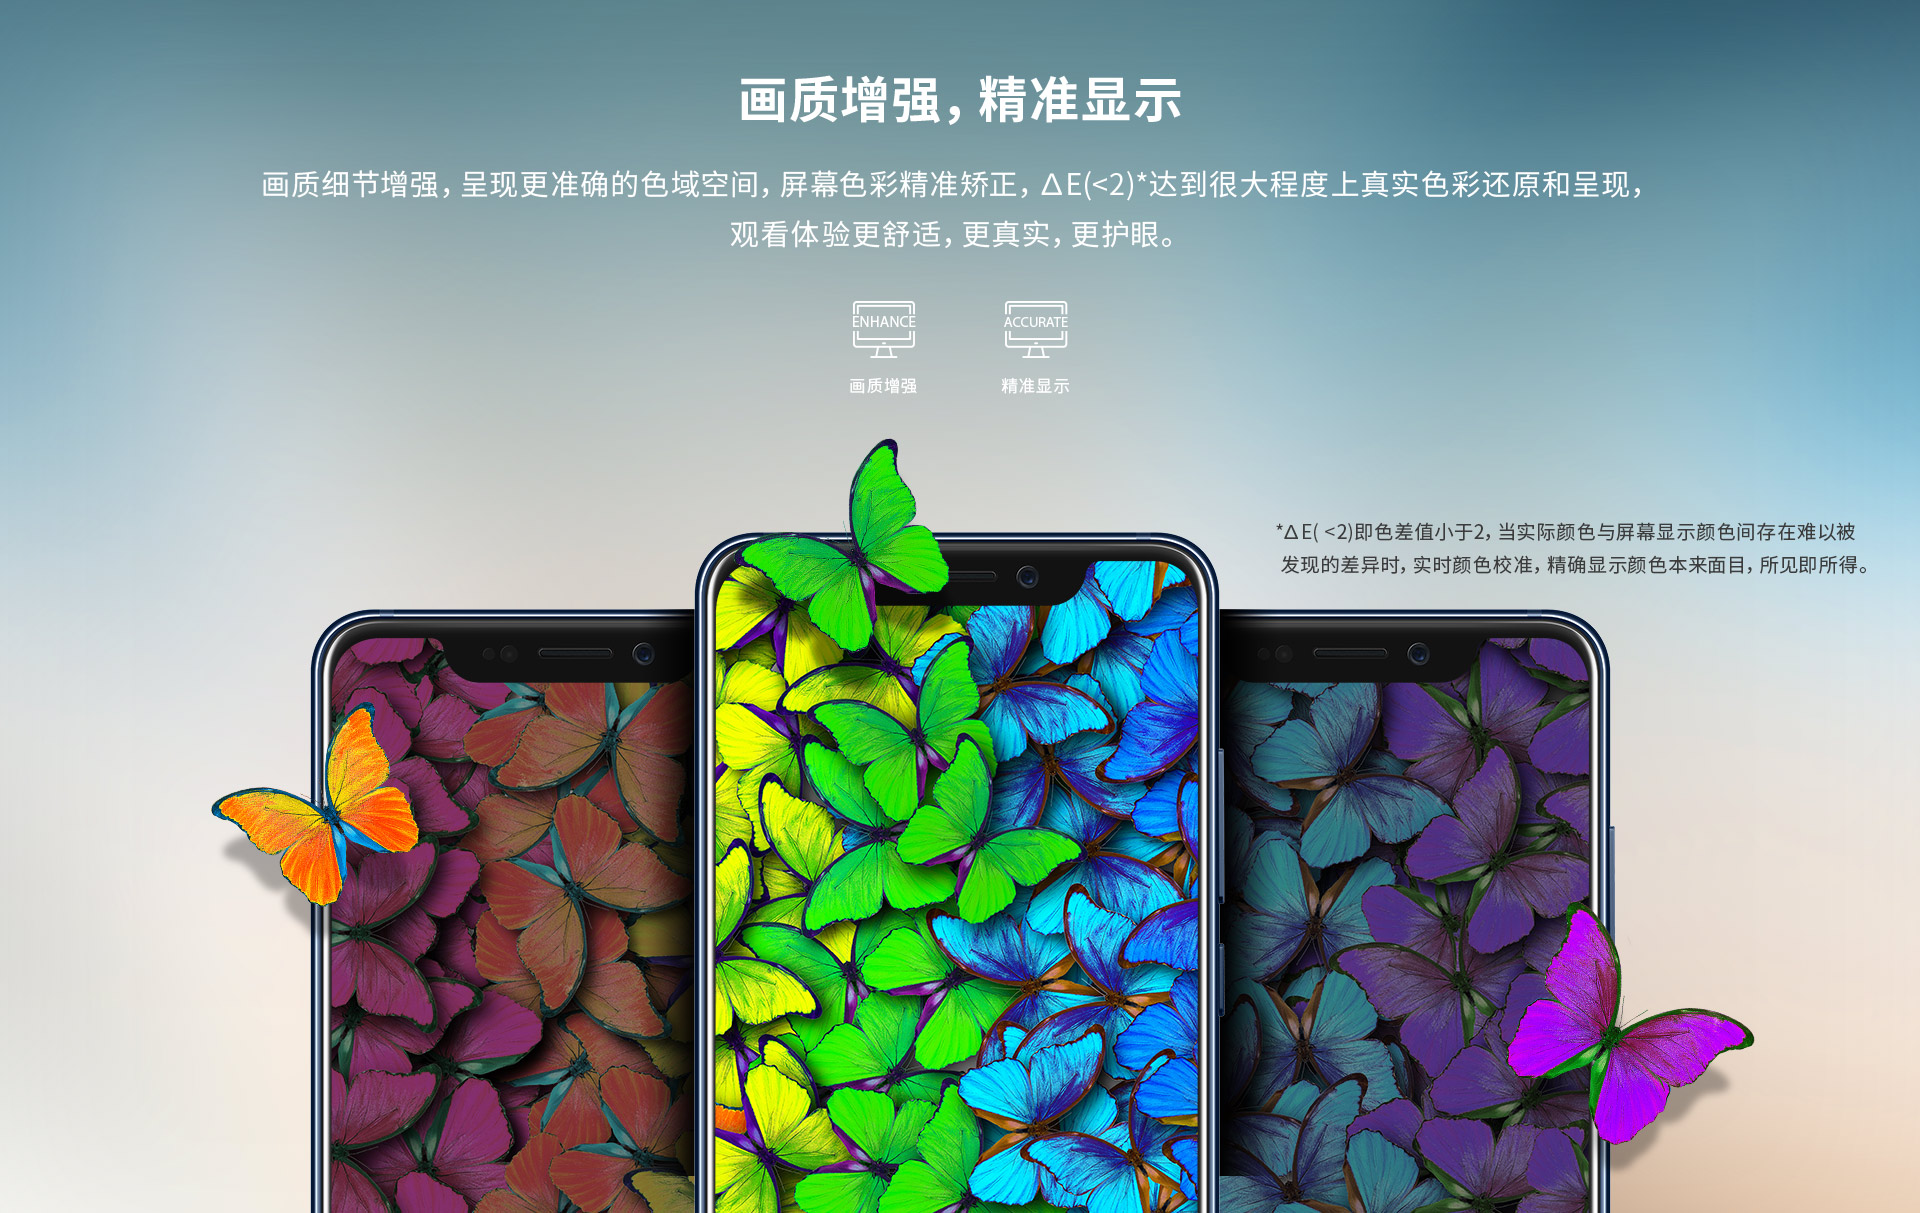 画质增强，精准显示
画质细节增强，呈现更准确的色域空间，屏幕色彩精准矫正，ΔE(<2)*达到很大程度上真实色彩还原和呈现，
观看体验更舒适，更真实，更护眼。
ENHANCE ACCURATE
画质增强 精准显示
*ΔE( <2)即色差值小于2，当实际颜色与屏幕显示颜色间存在难以被
发现的差异时，实时颜色校准，精确显示颜色本来面目，所见即所得。